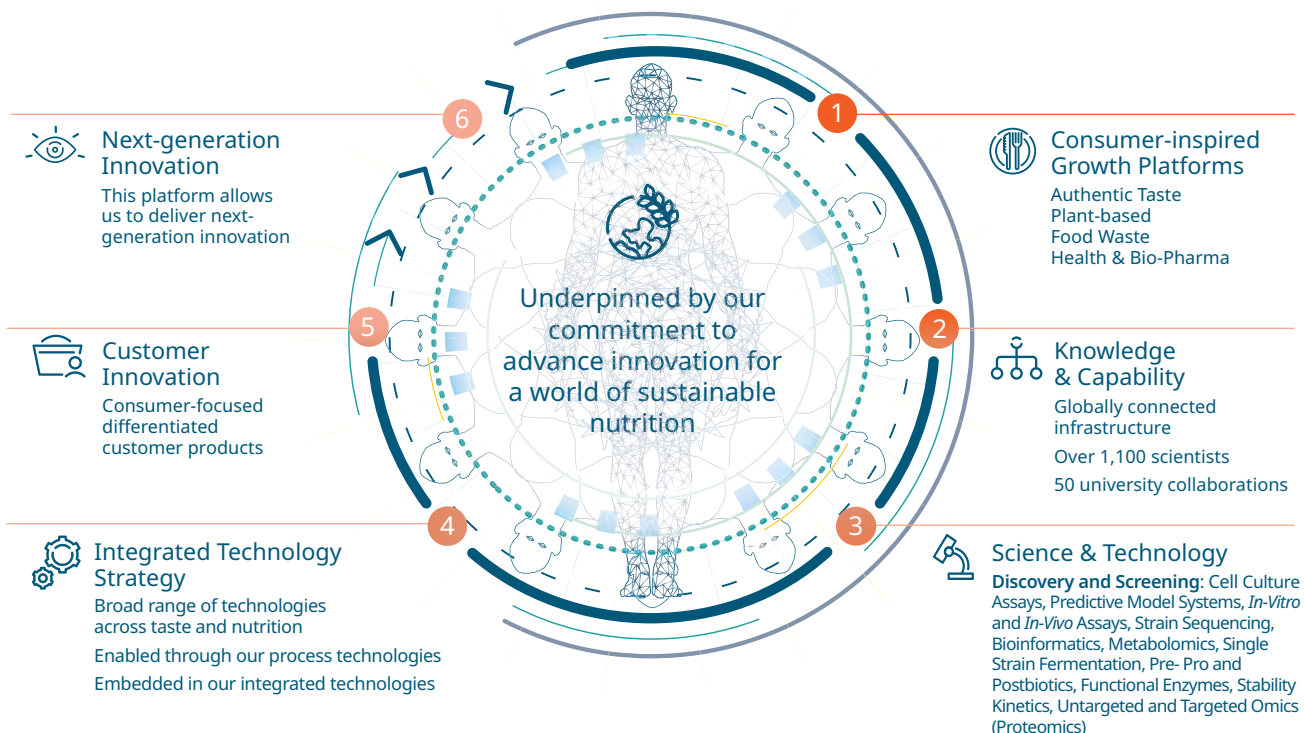 1
Consumer-inspired
Growth Platforms
Authentic Taste
Plant-based
Food Waste
Health & Bio-Pharma
2
Knowledge
& Capability
Globally connected
infrastructure
Over 1,100 scientists
50 university collaborations
3
Science & Technology
Discovery and Screening: Cell Culture
Assays, Predictive Model Systems, In-Vitro
and In-Vivo Assays, Strain Sequencing,
Bioinformatics, Metabolomics, Single
Strain Fermentation, Pre- Pro and
Postbiotics, Functional Enzymes, Stability
Kinetics, Untargeted and Targeted Omics
(Proteomics)
4
Integrated Technology
Strategy
Broad range of technologies
across taste and nutrition
Enabled through our process technologies
Embedded in our integrated technologies
5
Customer
Innovation
Consumer-focused
differentiated
customer products
6
Next-generation
Innovation
This platform allows
us to deliver next-
generation innovation
Underpinned by our
commitment to
advance innovation for
a world of sustainable
nutrition